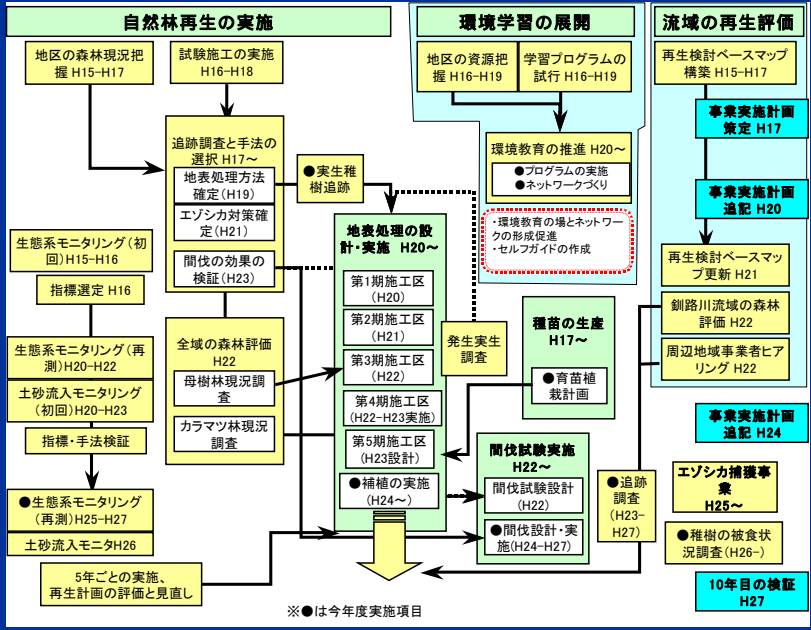 自然林再生の実施
環境学習の展開
流域の再生評価
地区の森林現況把
握 H15-H17
試験施工の実施
H16-H18
追跡調査と手法の
選択 H17～
地表処理方法
確定(H19)
エゾシカ対策確
定(H21)
間伐の効果の
検証(H23)
●実生稚
樹追跡
生態系モニタリング(初
回)H15-H16
指標選定 H16
生態系モニタリング(再
測)H20-H22
土砂流入モニタリング
(初回)H20-H23
指標・手法検証
●生態系モニタリング
(再測)H25-H27
土砂流入モニタH26
5年ごとの実施、
再生計画の評価と見直し
全域の森林評価
H22
母樹林現況調
査
カラマツ林現況
調査
地表処理の設
計・実施 H20～
第1期施工区
(H20)
第2期施工区
(H21)
第3期施工区
(H22)
第4期施工区
(H22-H23実施)
第5期施工区
(H23設計)
●補植の実施
(H24～)
発生実生
調査
地区の資源把
握 H16-H19
学習プログラムの
試行 H16-H19
環境教育の推進 H20～
●プログラムの実施
●ネットワークづくり
・環境教育の場とネットワー
クの形成促進
・セルフガイドの作成
種苗の生産
H17～
●育苗植
栽計画
間伐試験実施
H22～
間伐試験設計
(H22)
●間伐設計・実
施(H24-H27)
再生検討ベースマップ
構築 H15-H17
事業実施計画
策定 H17
事業実施計画
追記 H20
再生検討ベースマッ
プ更新 H21
釧路川流域の森林
評価 H22
周辺地域事業者ヒア
リング H22
事業実施計画
追記 H24
●追跡
調査
(H23-
H27)
エゾシカ捕獲事
業
H25～
●稚樹の被食状
況調査(H26-)
10年目の検証
H27
※●は今年度実施項目